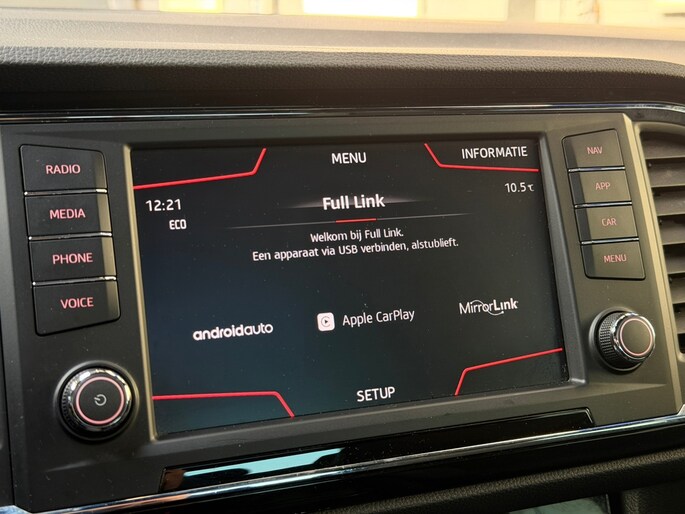 RADIO
MEDIA
PHONE
VOICE
MENU
INFORMATIE
12:21
ECO
10.5℃
Full Link
Welkom bij Full Link.
Een apparaat via USB verbinden, alstublieft.
androidauto
Apple CarPlay
MirrorLink
SETUP
NAV
APP
CAR
MENU